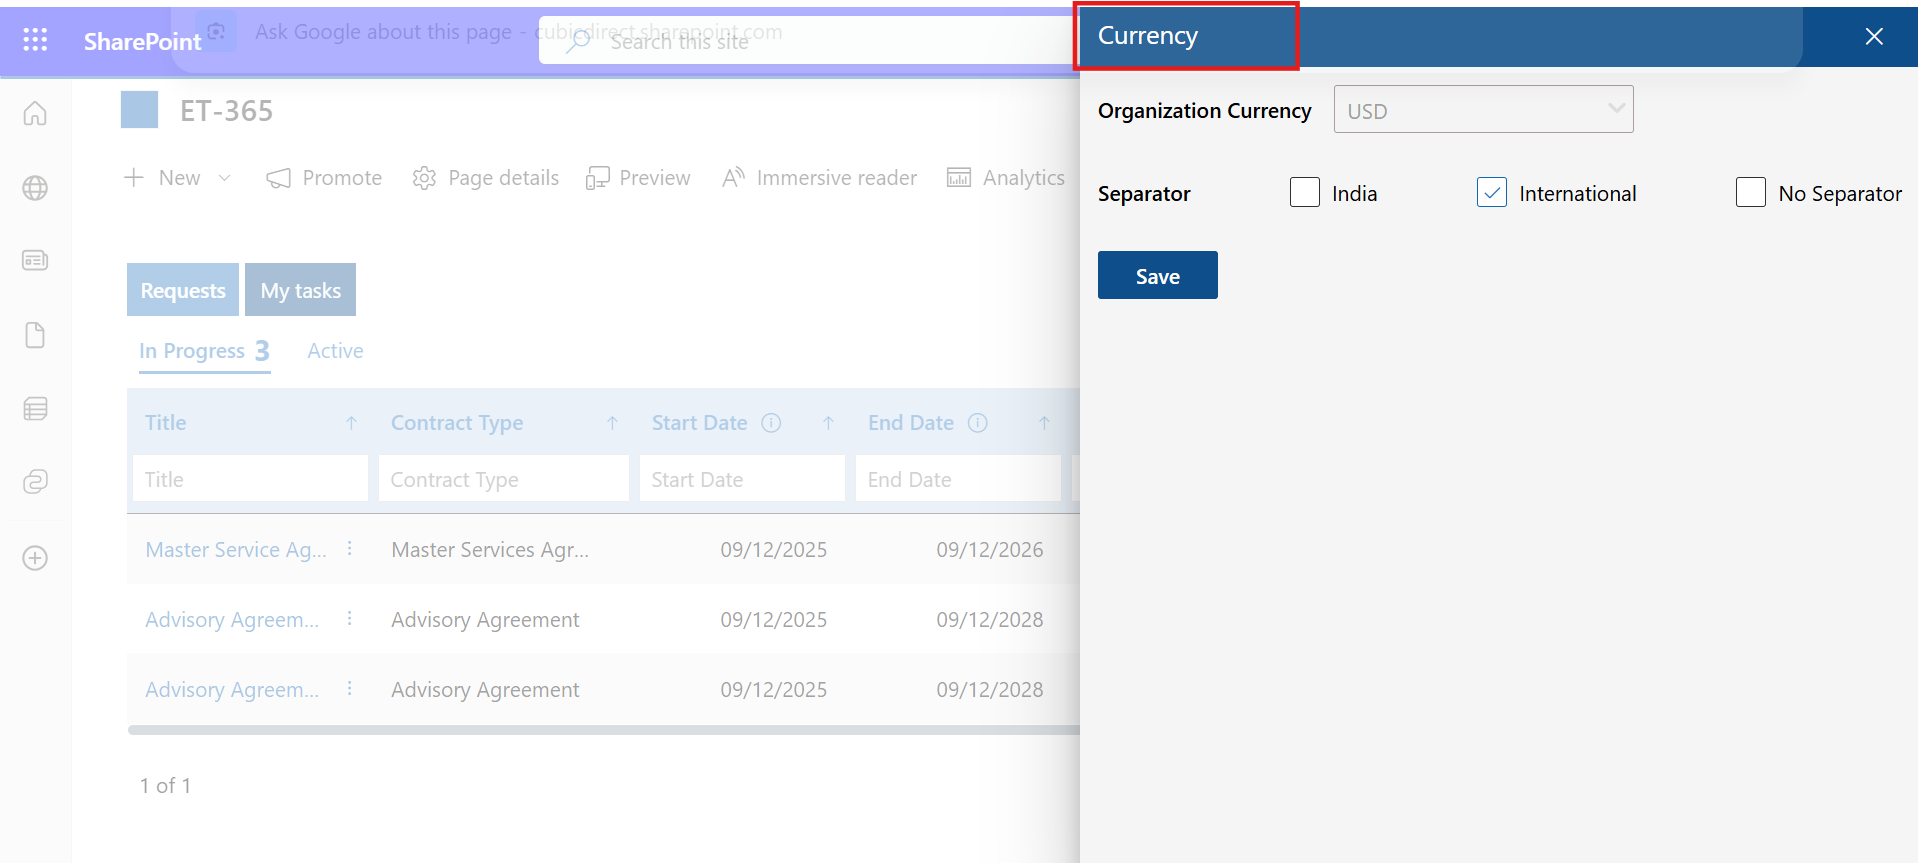 SharePoint
Ask Google about this page - cubicdirect.sharepoint.com
Search this site
Currency
ET-365
Organization Currency USD
New Promote Page details Preview Immersive reader Analytics
Separator India International No Separator
Save
Requests My tasks
In Progress 3 Active
Title Contract Type Start Date End Date
Title Contract Type Start Date End Date
Master Service Ag... Master Services Agr... 09/12/2025 09/12/2026
Advisory Agreem... Advisory Agreement 09/12/2025 09/12/2028
Advisory Agreem... Advisory Agreement 09/12/2025 09/12/2028
1 of 1